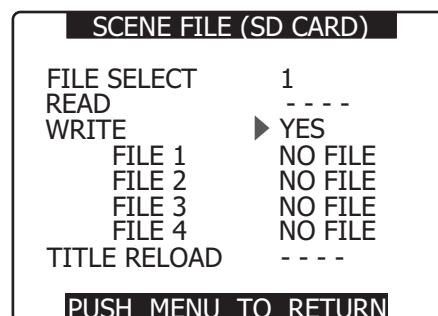 SCENE FILE (SD CARD)
FILE SELECT 1
READ - - - -
WRITE YES
FILE 1 NO FILE
FILE 2 NO FILE
FILE 3 NO FILE
FILE 4 NO FILE
TITLE RELOAD - - - -
PUSH MENU TO RETURN